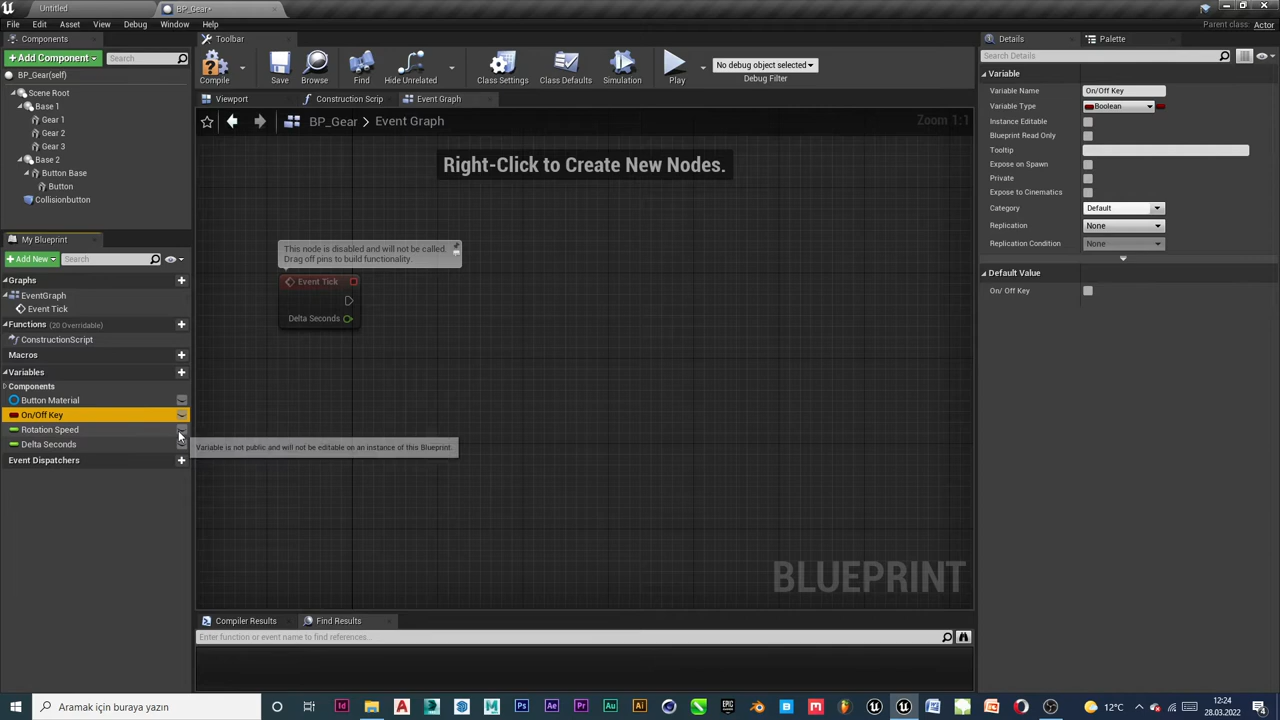 Untitled
BP_Gear*
File Edit Asset View Debug Window Help
Parent class: Actor
Components
+Add Component
Search
BP_Gear(self)
Scene Root
Base 1
Gear 1
Gear 2
Gear 3
Base 2
Button Base
Button
Collisionbutton
My Blueprint
+Add New
Search
Graphs
EventGraph
Event Tick
Functions (20 Overridable)
ConstructionScript
Macros
Variables
Components
Button Material
On/Off Key
Rotation Speed
Delta Seconds
Event Dispatchers
Toolbar
Compile
Save
Browse
Find
Hide Unrelated
Class Settings
Class Defaults
Simulation
Play
No debug object selected
Debug Filter
Viewport
Construction Scrip
Event Graph
BP_Gear > Event Graph
Zoom 1:1
Right-Click to Create New Nodes.
This node is disabled and will not be called.
Drag off pins to build functionality.
Event Tick
Delta Seconds
Variable is not public and will not be editable on an instance of this Blueprint.
BLUEPRINT
Compiler Results
Find Results
Enter function or event name to find references...
Details
Palette
Search Details
Variable
Variable Name On/Off Key
Variable Type Boolean
Instance Editable
Blueprint Read Only
Tooltip
Expose on Spawn
Private
Expose to Cinematics
Category Default
Replication None
Replication Condition None
Default Value
On/ Off Key
Aramak için buraya yazın
12°C
12:24
28.03.2022